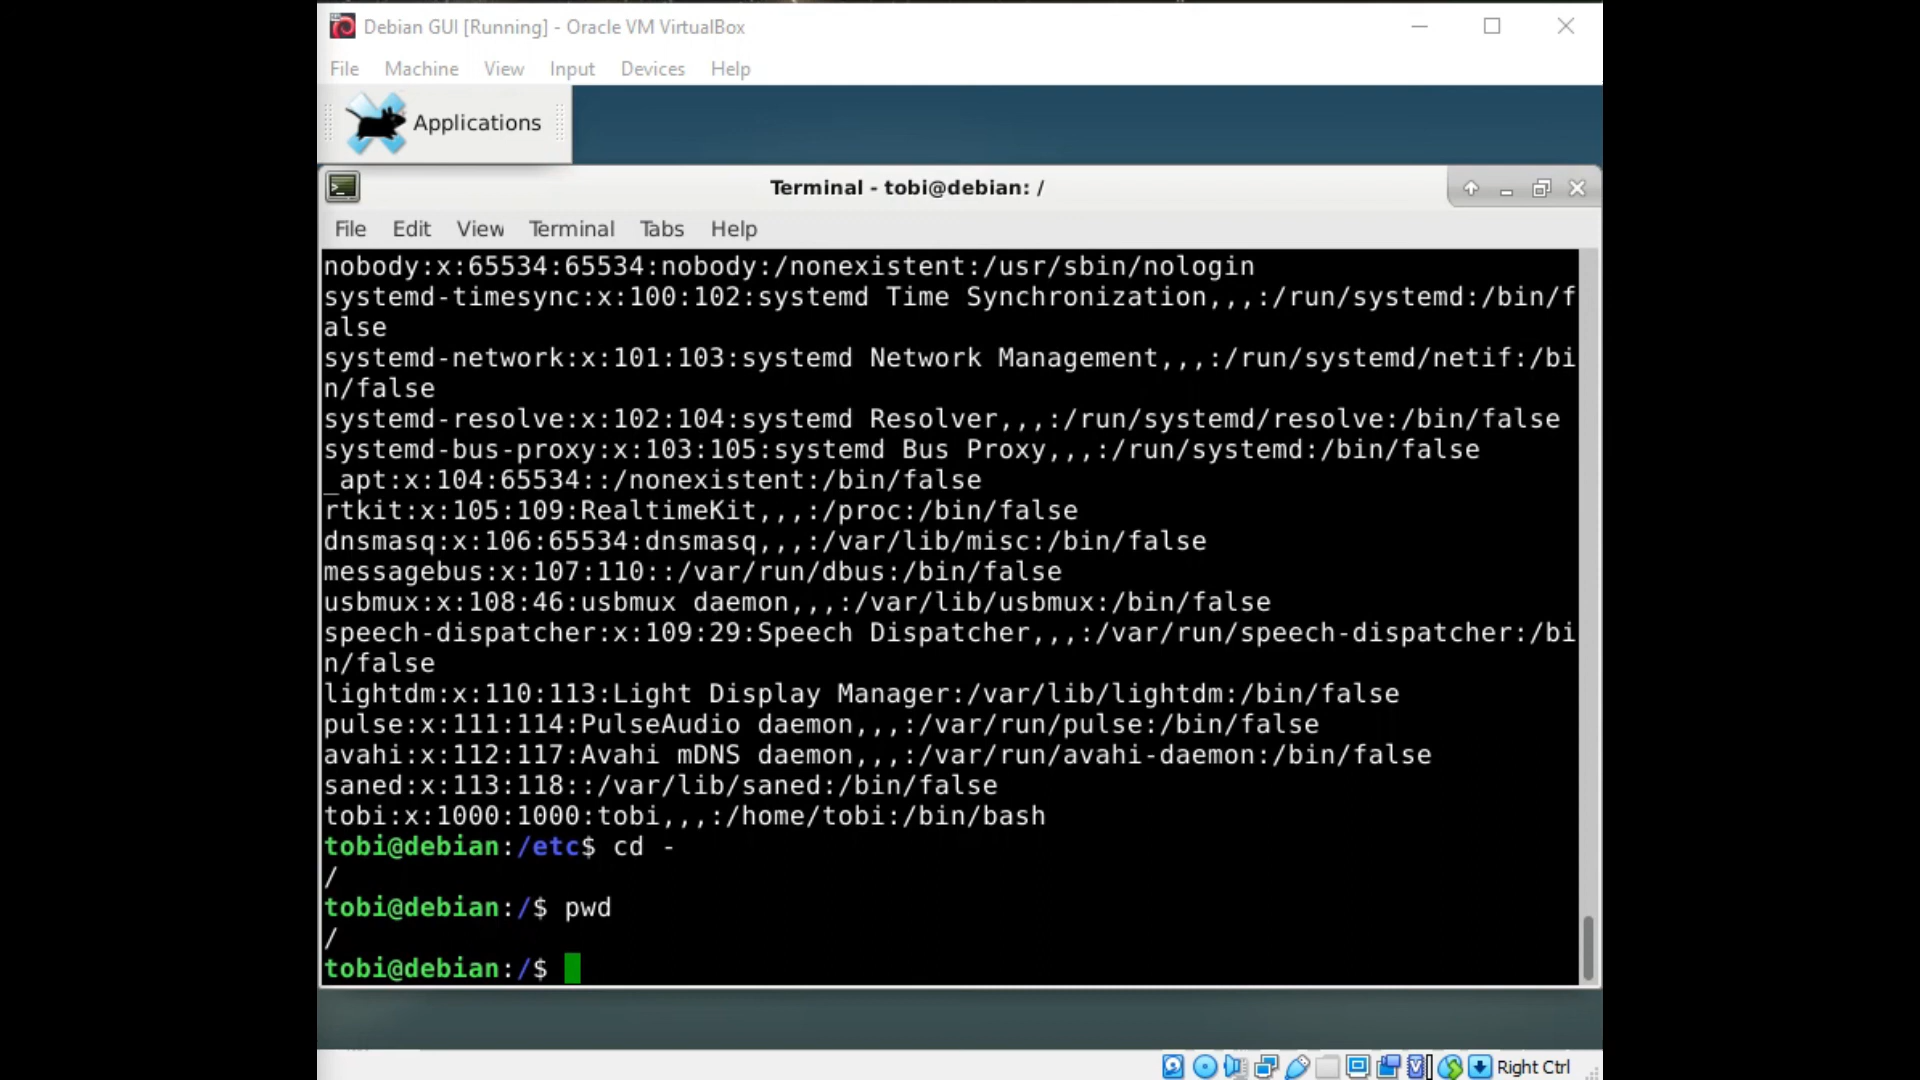 Debian GUI [Running] - Oracle VM VirtualBox
File Machine View Input Devices Help
Applications
Terminal - tobi@debian: /
File Edit View Terminal Tabs Help
nobody:x:65534:65534:nobody:/nonexistent:/usr/sbin/nologin
systemd-timesync:x:100:102:systemd Time Synchronization,,,:/run/systemd:/bin/f
alse
systemd-network:x:101:103:systemd Network Management,,,:/run/systemd/netif:/bi
n/false
systemd-resolve:x:102:104:systemd Resolver,,,:/run/systemd/resolve:/bin/false
systemd-bus-proxy:x:103:105:systemd Bus Proxy,,,:/run/systemd:/bin/false
_apt:x:104:65534::/nonexistent:/bin/false
rtkit:x:105:109:RealtimeKit,,,:/proc:/bin/false
dnsmasq:x:106:65534:dnsmasq,,,:/var/lib/misc:/bin/false
messagebus:x:107:110::/var/run/dbus:/bin/false
usbmux:x:108:46:usbmux daemon,,,:/var/lib/usbmux:/bin/false
speech-dispatcher:x:109:29:Speech Dispatcher,,,:/var/run/speech-dispatcher:/bi
n/false
lightdm:x:110:113:Light Display Manager:/var/lib/lightdm:/bin/false
pulse:x:111:114:PulseAudio daemon,,,:/var/run/pulse:/bin/false
avahi:x:112:117:Avahi mDNS daemon,,,:/var/run/avahi-daemon:/bin/false
saned:x:113:118::/var/lib/saned:/bin/false
tobi:x:1000:1000:tobi,,,:/home/tobi:/bin/bash
tobi@debian:/etc$ cd -
/
tobi@debian:/$ pwd
/
tobi@debian:/$
Right Ctrl